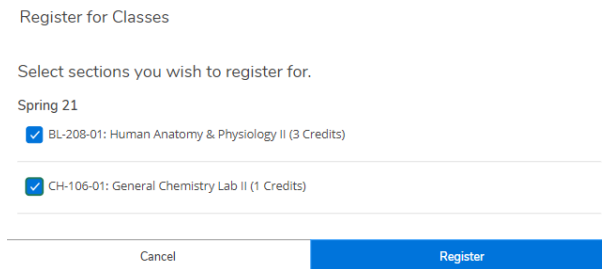 Register for Classes
Select sections you wish to register for.
Spring 21
BL-208-01: Human Anatomy & Physiology II (3 Credits)
CH-106-01: General Chemistry Lab II (1 Credits)
Cancel Register